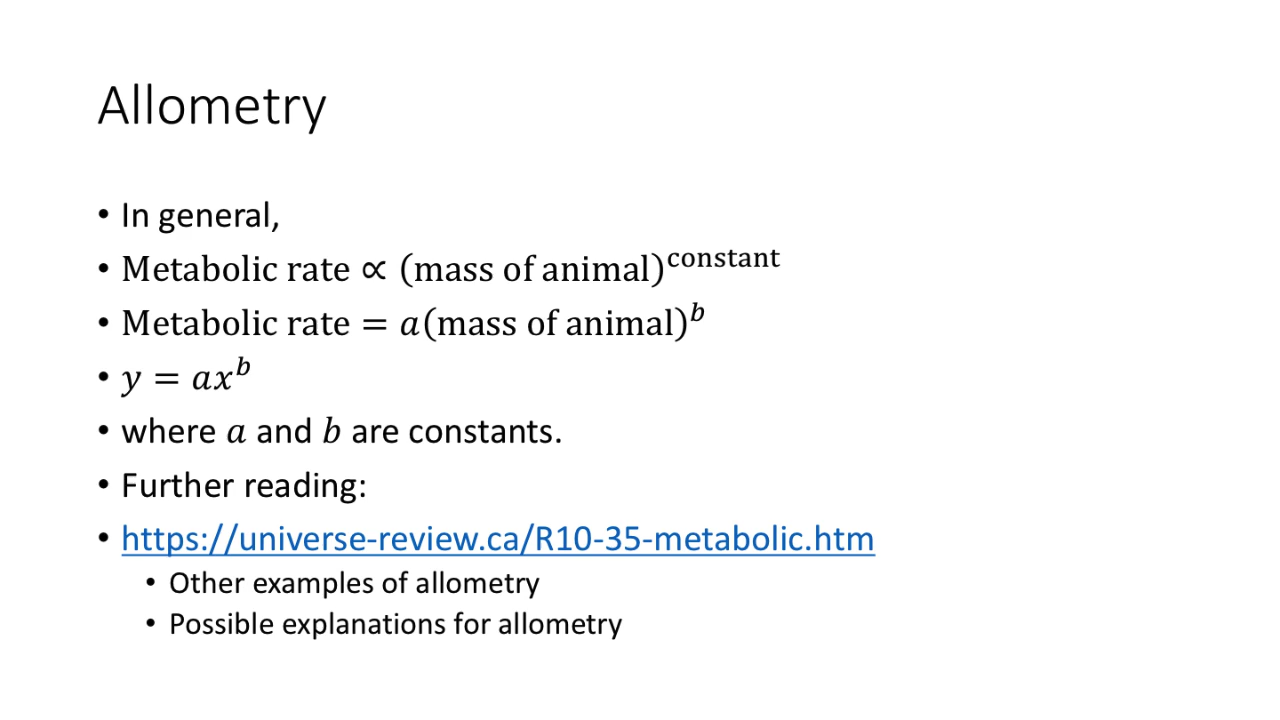 Allometry
• In general,
• Metabolic rate ∝ (mass of animal)^constant
• Metabolic rate = a(mass of animal)^b
• y = ax^b
• where a and b are constants.
• Further reading:
• https://universe-review.ca/R10-35-metabolic.htm
• Other examples of allometry
• Possible explanations for allometry